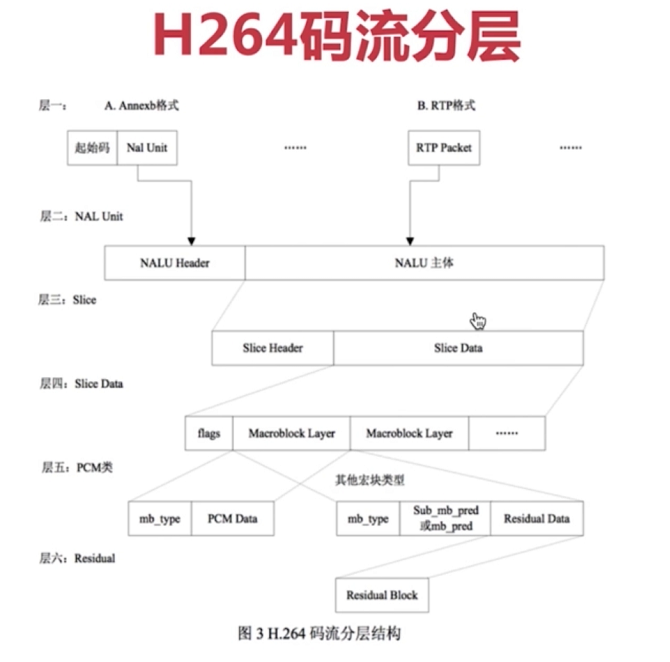 H264码流分层
层一： A. Annexb格式 B. RTP格式
起始码 Nal Unit …… RTP Packet ……
层二：NAL Unit
NALU Header NALU 主体
层三：Slice
Slice Header Slice Data
层四：Slice Data
flags Macroblock Layer Macroblock Layer ……
层五：PCM类
其他宏块类型
mb_type PCM Data mb_type Sub_mb_pred
或mb_pred Residual Data
层六：Residual
Residual Block
图 3 H.264 码流分层结构